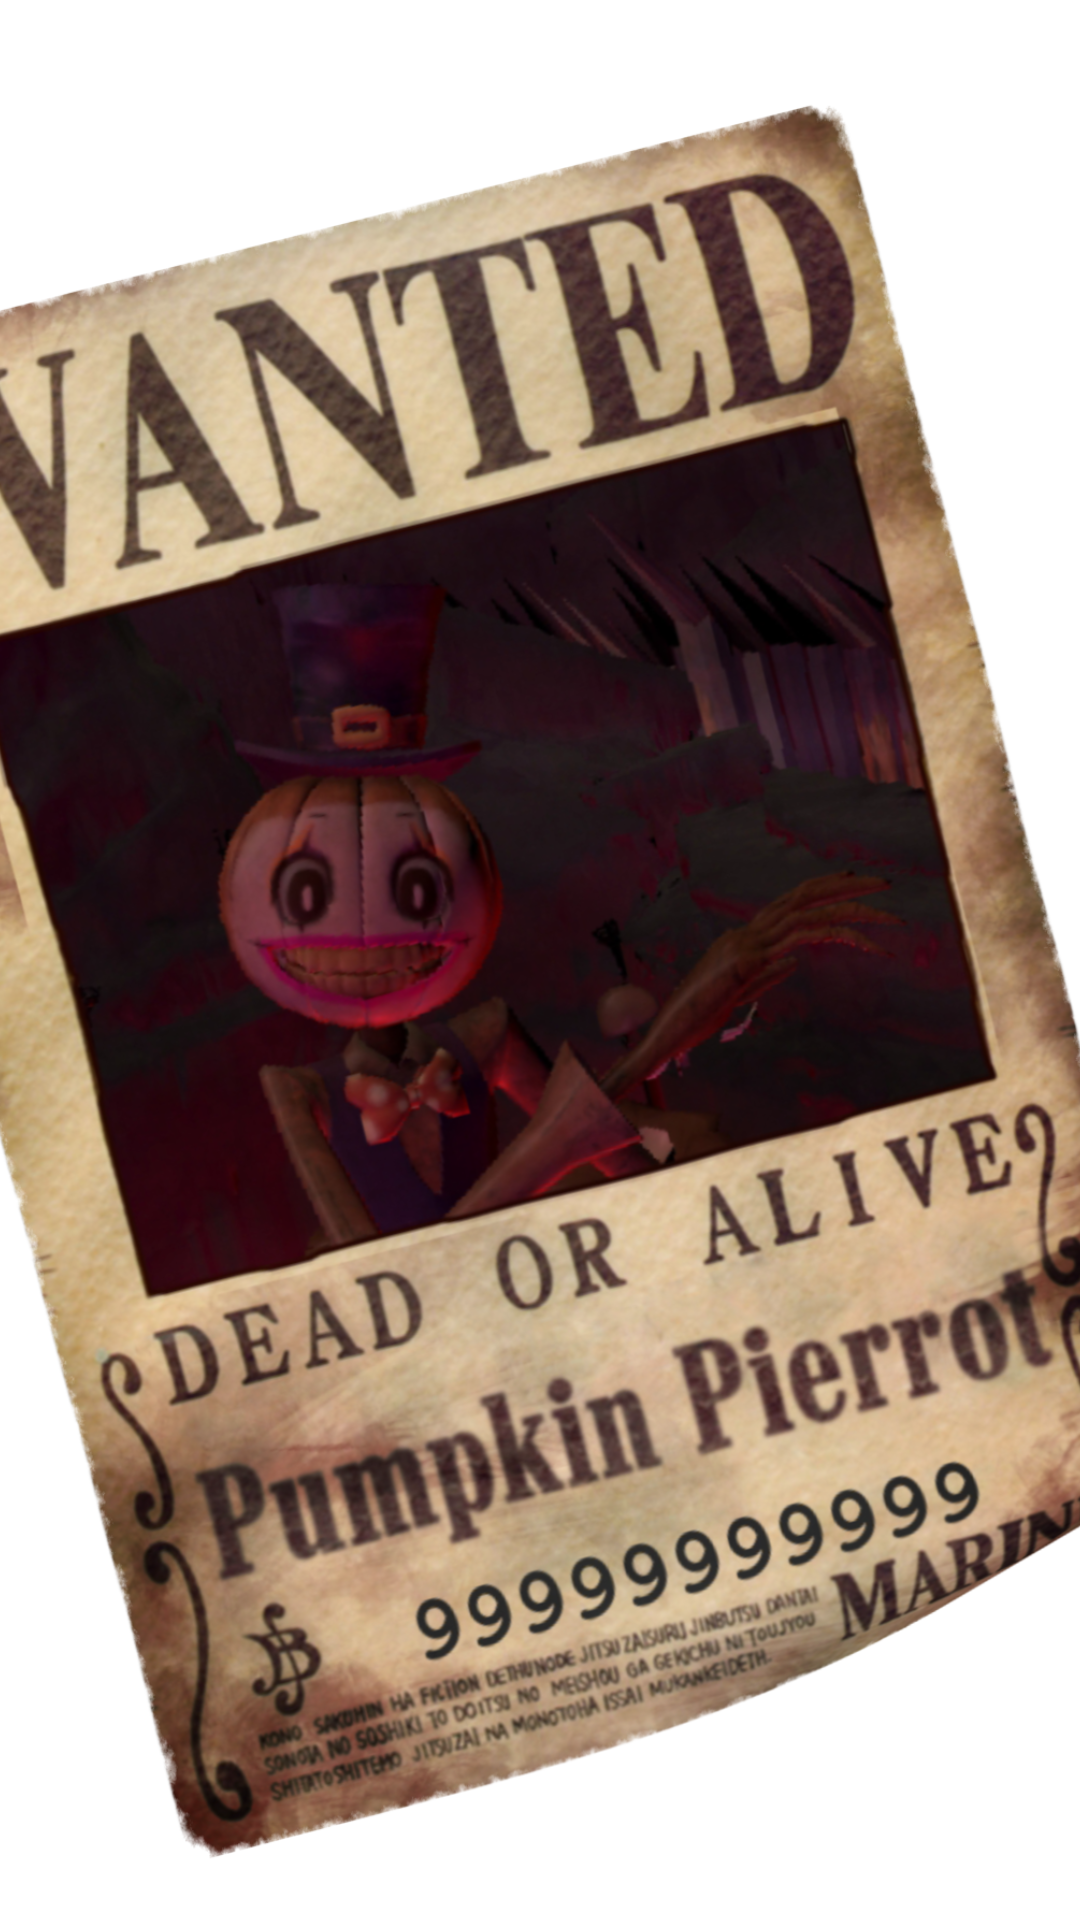 WANTED
DEAD OR ALIVE
Pumpkin Pierrot
99999999999
MARIN
KONO SAKUHIN HA FICTION DETHUNODE JITSUZAISURU JINBUTSU DANTAI
SONOTA NO SOSHIKI TO DOITSU NO MEISHOU GA GEKICHU NI TOUJYOU
SHITATOSHITEMO JITSUZAI NA MONOTOHA ISSAI MUKANKEIDETH.